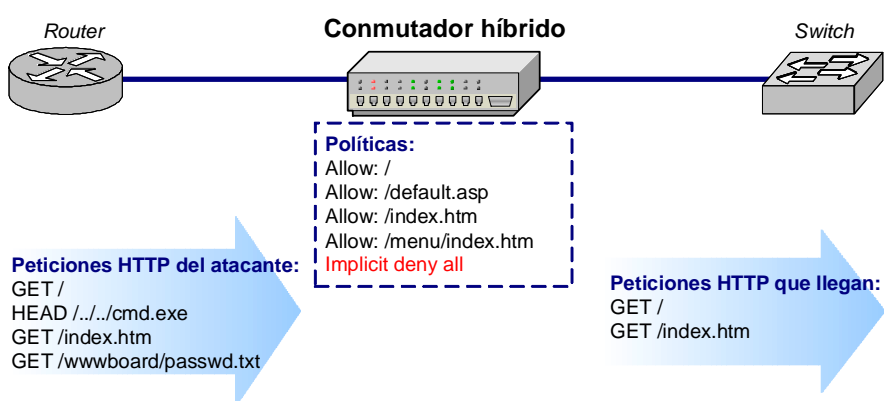 Router
Conmutador híbrido
Switch
Políticas:
Allow: /
Allow: /default.asp
Allow: /index.htm
Allow: /menu/index.htm
Implicit deny all
Peticiones HTTP del atacante:
GET /
HEAD /../../cmd.exe
GET /index.htm
GET /wwwboard/passwd.txt
Peticiones HTTP que llegan:
GET /
GET /index.htm